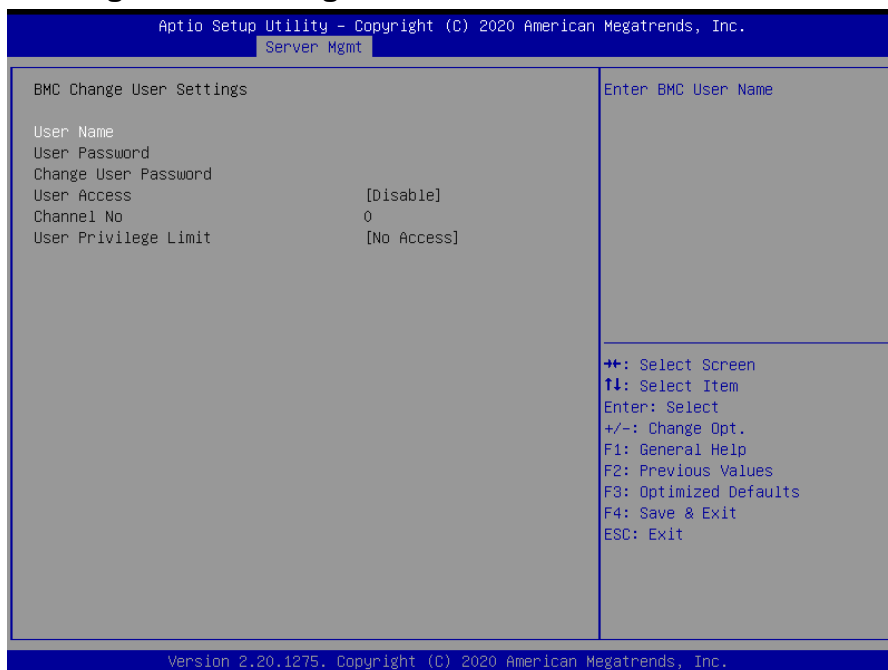 Aptio Setup Utility – Copyright (C) 2020 American Megatrends, Inc.
Server Mgmt
BMC Change User Settings
User Name
User Password
Change User Password
User Access [Disable]
Channel No 0
User Privilege Limit [No Access]
Enter BMC User Name
→←: Select Screen
↑↓: Select Item
Enter: Select
+/-: Change Opt.
F1: General Help
F2: Previous Values
F3: Optimized Defaults
F4: Save & Exit
ESC: Exit
Version 2.20.1275. Copyright (C) 2020 American Megatrends, Inc.